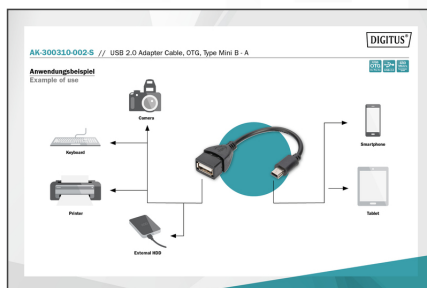 DIGITUS®
AK-300310-002-S // USB 2.0 Adapter Cable, OTG, Type Mini B - A
OTG
Anwendungsbeispiel
Example of use
Camera
Keyboard
Smartphone
Printer
Tablet
External HDD